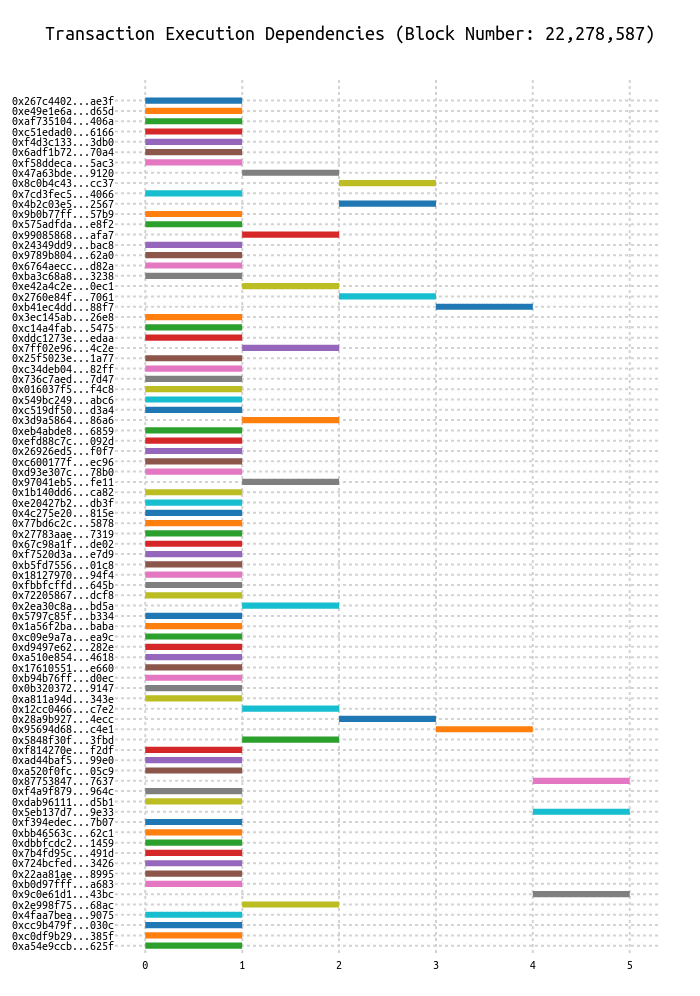 Transaction Execution Dependencies (Block Number: 22,278,587)
0x267c4402...ae3f
0xe49e1e6a...d65d
0xaf735104...406a
0xc51edad0...6166
0xf4d3c133...3db0
0x6adf1b72...70a4
0xf58ddeca...5ac3
0x47a63bde...9120
0x8c0b4c43...cc37
0x7cd3fec5...4066
0x4b2c03e5...2567
0x9b0b77ff...57b9
0x575adfda...e8f2
0x99085868...afa7
0x24349dd9...bac8
0x9789b804...62a0
0x6764aecc...d82a
0xba3c68a8...3238
0xe42a4c2e...0ec1
0x2760e84f...7061
0xb41ec4dd...88f7
0x3ec145ab...26e8
0xc14a4fab...5475
0xddc1273e...edaa
0x7ff02e96...4c2e
0x25f5023e...1a77
0xc34deb04...82ff
0x736c7aed...7d47
0x016037f5...f4c8
0x549bc249...abc6
0xc519df50...d3a4
0x3d9a5864...86a6
0xeb4abde8...6859
0xefd88c7c...092d
0x26926ed5...f0f7
0xc600177f...ec96
0xd93e307c...78b0
0x97041eb5...fe11
0x1b140dd6...ca82
0xe20427b2...db3f
0x4c275e20...815e
0x77bd6c2c...5878
0x27783aae...7319
0x67c98a1f...de02
0xf7520d3a...e7d9
0xb5fd7556...01c8
0x18127970...94f4
0xfbbfcffd...645b
0x72205867...dcf8
0x2ea30c8a...bd5a
0x5797c85f...b334
0x1a56f2ba...baba
0xc09e9a7a...ea9c
0xd9497e62...282e
0xa510e854...4618
0x17610551...e660
0xb94b76ff...d0ec
0x0b320372...9147
0xa811a94d...343e
0x12cc0466...c7e2
0x28a9b927...4ecc
0x95694d68...c4e1
0x5848f30f...3fbd
0xf814270e...f2df
0xad44baf5...99e0
0xa520f0fc...05c9
0x87753847...7637
0xf4a9f879...964c
0xdab96111...d5b1
0x5eb137d7...9e33
0xf394edec...7b07
0xbb46563c...62c1
0xdbbfcdc2...1459
0x7b4fd95c...491d
0x724bcfed...3426
0x22aa81ae...8995
0xb0d97fff...a683
0x9c0e61d1...43bc
0x2e998f75...68ac
0x4faa7bea...9075
0xcc9b479f...030c
0xc0df9b29...385f
0xa54e9ccb...625f
0 1 2 3 4 5